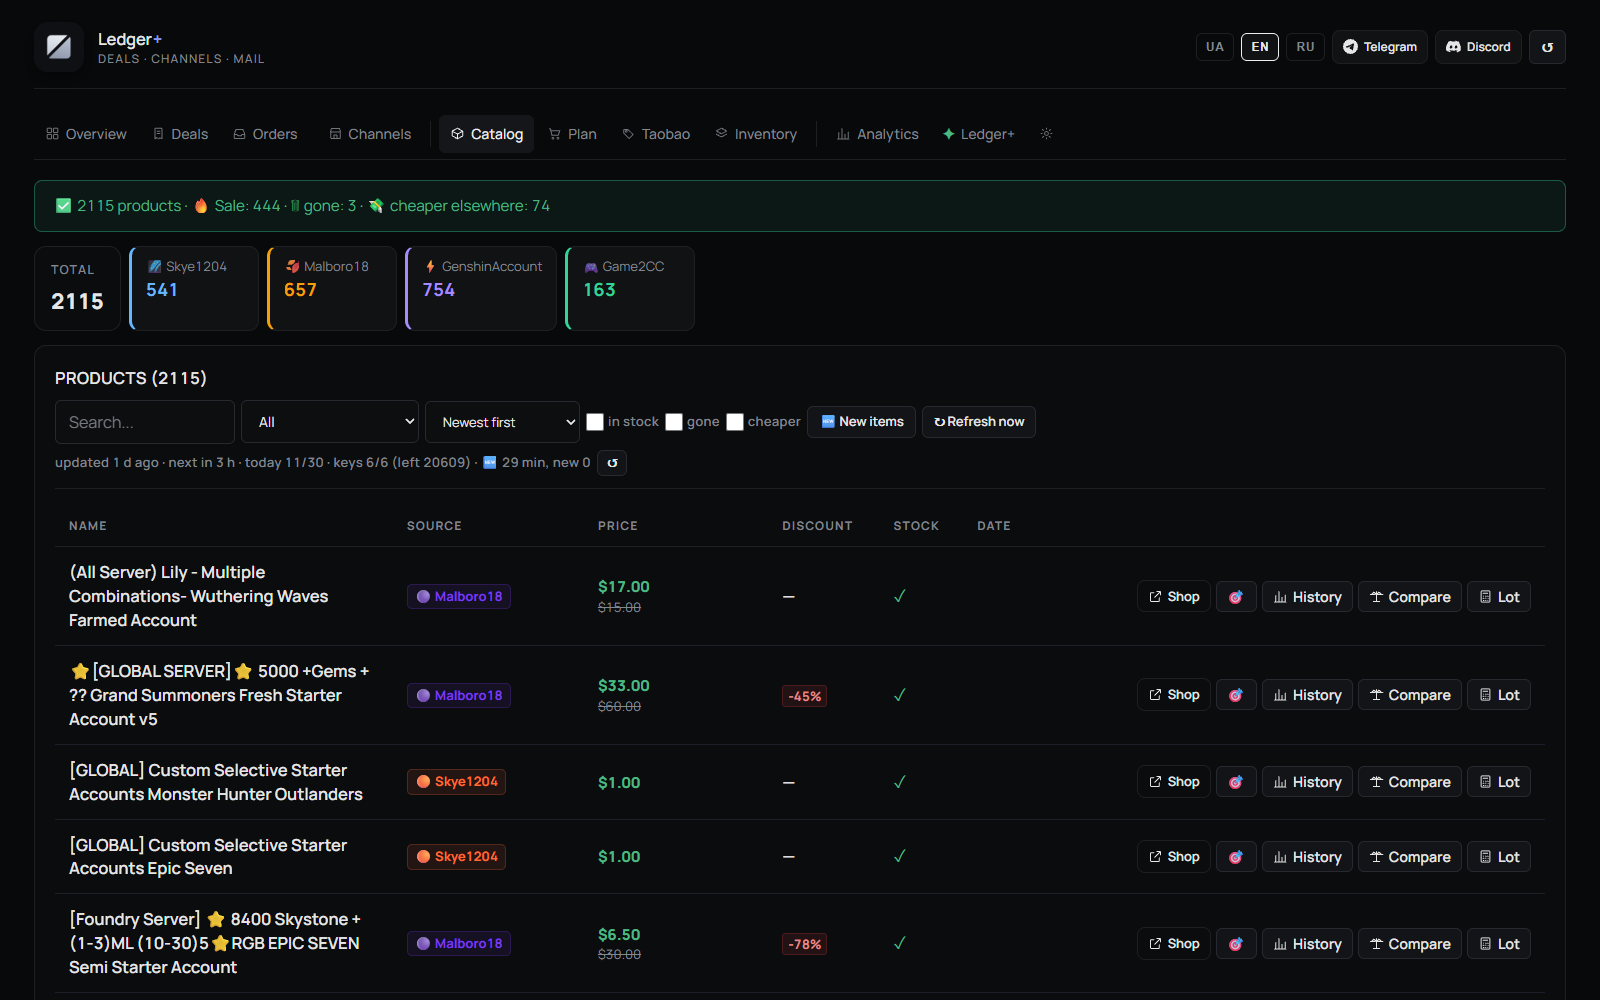 Ledger+
DEALS · CHANNELS · MAIL
UA EN RU Telegram Discord ↺
Overview Deals Orders Channels Catalog Plan Taobao Inventory Analytics Ledger+
✅ 2115 products · 🔥 Sale: 444 · gone: 3 · 💸 cheaper elsewhere: 74
TOTAL
2115
Skye1204
541
Malboro18
657
GenshinAccount
754
Game2CC
163
PRODUCTS (2115)
Search... All Newest first in stock gone cheaper 🆕 New items ↻ Refresh now
updated 1 d ago · next in 3 h · today 11/30 · keys 6/6 (left 20609) · 🆕 29 min, new 0 ↺
NAME SOURCE PRICE DISCOUNT STOCK DATE
(All Server) Lily - Multiple
Combinations- Wuthering Waves
Farmed Account
Malboro18
$17.00
$15.00
— ✓
Shop 🎯 History Compare Lot
⭐[GLOBAL SERVER]⭐ 5000 +Gems +
?? Grand Summoners Fresh Starter
Account v5
Malboro18
$33.00
$60.00
-45% ✓
Shop 🎯 History Compare Lot
[GLOBAL] Custom Selective Starter
Accounts Monster Hunter Outlanders
Skye1204
$1.00
— ✓
Shop 🎯 History Compare Lot
[GLOBAL] Custom Selective Starter
Accounts Epic Seven
Skye1204
$1.00
— ✓
Shop 🎯 History Compare Lot
[Foundry Server] ⭐ 8400 Skystone +
(1-3)ML (10-30)5⭐RGB EPIC SEVEN
Semi Starter Account
Malboro18
$6.50
$30.00
-78% ✓
Shop 🎯 History Compare Lot